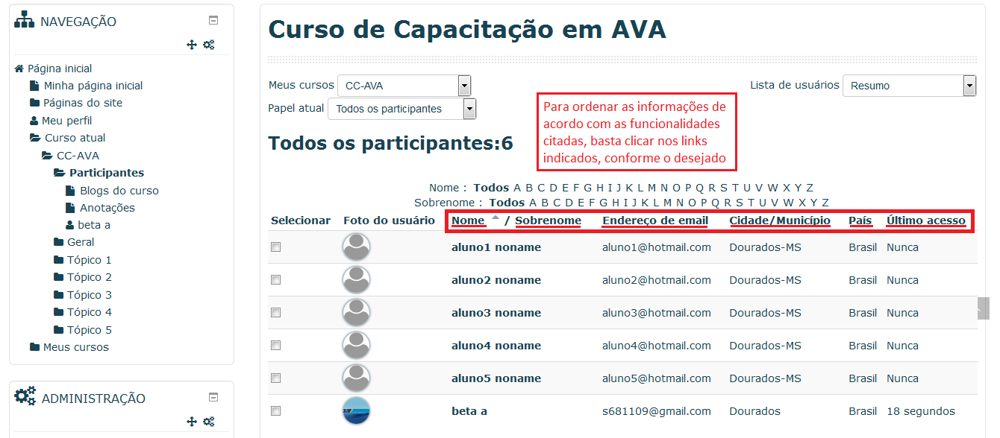 NAVEGAÇÃO
Página inicial
Minha página inicial
Páginas do site
Meu perfil
Curso atual
CC-AVA
Participantes
Blogs do curso
Anotações
beta a
Geral
Tópico 1
Tópico 2
Tópico 3
Tópico 4
Tópico 5
Meus cursos
ADMINISTRAÇÃO
Curso de Capacitação em AVA
Meus cursos CC-AVA
Lista de usuários Resumo
Papel atual Todos os participantes
Para ordenar as informações de
acordo com as funcionalidades
citadas, basta clicar nos links
indicados, conforme o desejado
Todos os participantes:6
Nome : Todos A B C D E F G H I J K L M N O P Q R S T U V W X Y Z
Sobrenome : Todos A B C D E F G H I J K L M N O P Q R S T U V W X Y Z
Selecionar Foto do usuário Nome / Sobrenome Endereço de email Cidade/Município País Último acesso
aluno1 noname aluno1@hotmail.com Dourados-MS Brasil Nunca
aluno2 noname aluno2@hotmail.com Dourados-MS Brasil Nunca
aluno3 noname aluno3@hotmail.com Dourados-MS Brasil Nunca
aluno4 noname aluno4@hotmail.com Dourados-MS Brasil Nunca
aluno5 noname aluno5@hotmail.com Dourados-MS Brasil Nunca
beta a s681109@gmail.com Dourados Brasil 18 segundos